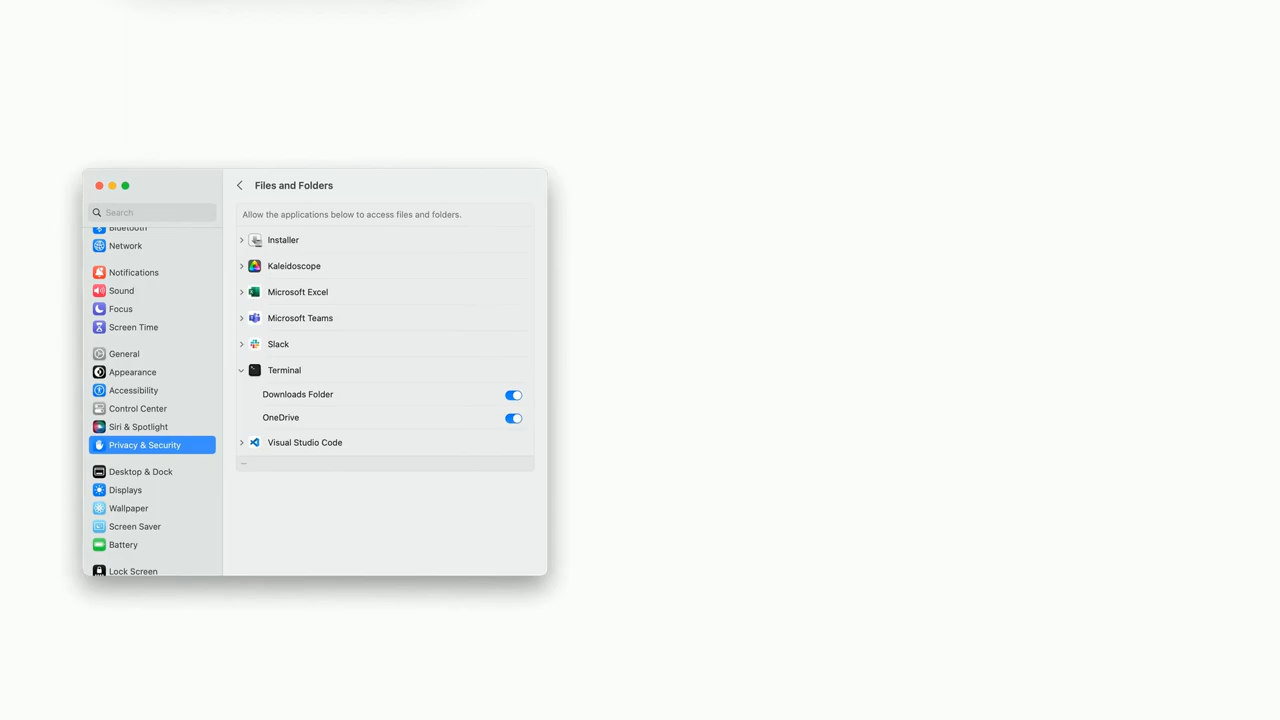 Search
Bluetooth
Network
Notifications
Sound
Focus
Screen Time
General
Appearance
Accessibility
Control Center
Siri & Spotlight
Privacy & Security
Desktop & Dock
Displays
Wallpaper
Screen Saver
Battery
Lock Screen
Files and Folders
Allow the applications below to access files and folders.
Installer
Kaleidoscope
Microsoft Excel
Microsoft Teams
Slack
Terminal
Downloads Folder
OneDrive
Visual Studio Code